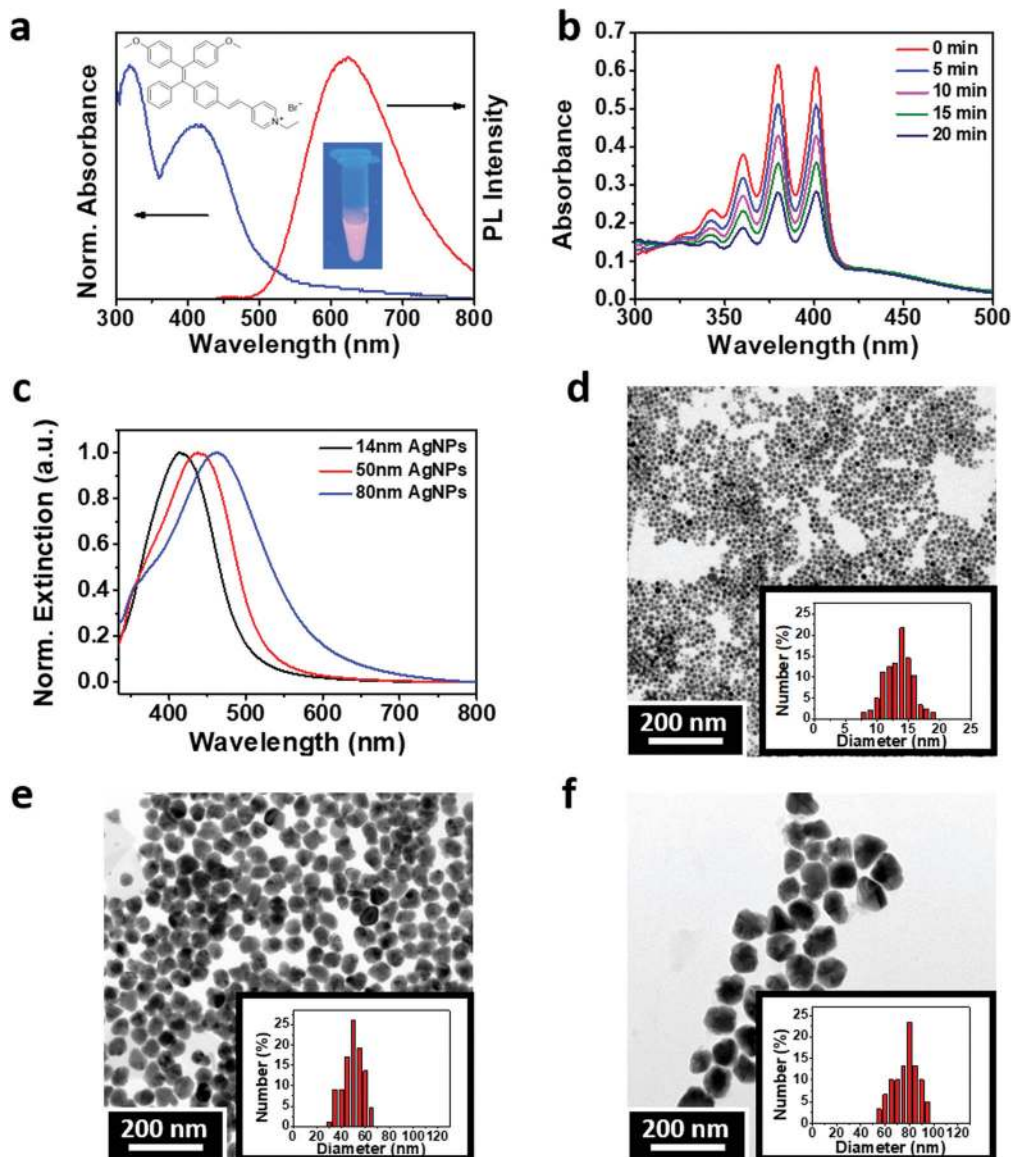 a
O
O
N+
Br-
Norm. Absorbance
PL Intensity
300 400 500 600 700 800
Wavelength (nm)
b
0.7
0.6
0.5
0.4
0.3
0.2
0.1
0.0
Absorbance
0 min
5 min
10 min
15 min
20 min
300 350 400 450 500
Wavelength (nm)
c
Norm. Extinction (a.u.)
1.0
0.8
0.6
0.4
0.2
0.0
14nm AgNPs
50nm AgNPs
80nm AgNPs
400 500 600 700 800
Wavelength (nm)
d
200 nm
Number (%)
25
20
15
10
5
0
0 5 10 15 20 25
Diameter (nm)
e
200 nm
Number (%)
25
20
15
10
5
0
0 20 40 60 80 100 120
Diameter (nm)
f
200 nm
Number (%)
25
20
15
10
5
0
0 20 40 60 80 100 120
Diameter (nm)